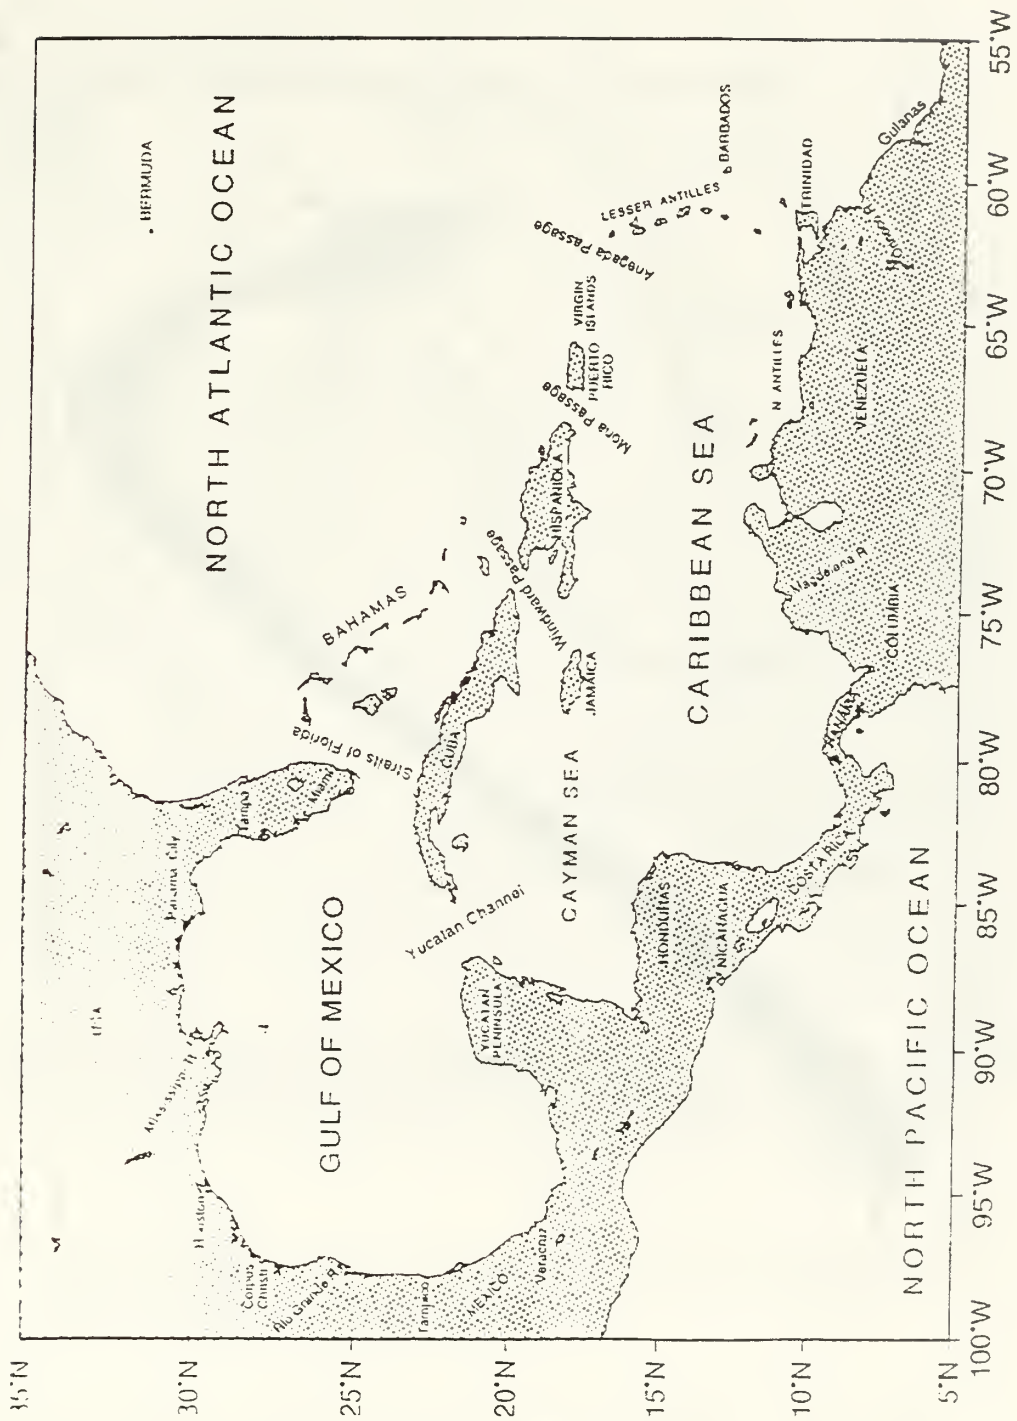 35°N
30°N
25°N
20°N
15°N
10°N
5°N
100°W
95°W
90°W
85°W
80°W
75°W
70°W
65°W
60°W
55°W
NORTH ATLANTIC OCEAN
BERMUDA
USA
Mississippi R
Houston
Corpus
Christi
Rio Grande R
Panama City
Tampa
Miami
Straits of Florida
BAHAMAS
GULF OF MEXICO
Tampico
MEXICO
Veracruz
YUCATAN
PENINSULA
Yucatan Channel
CUBA
Windward Passage
HISPANIOLA
Mona Passage
PUERTO
RICO
VIRGIN
ISLANDS
Anegada Passage
LESSER ANTILLES
BARBADOS
CAYMAN SEA
JAMAICA
CARIBBEAN SEA
N ANTILLES
TRINIDAD
HONDURAS
NICARAGUA
COSTA RICA
PANAMA
COLUMBIA
Magdelena R
VENEZUELA
Guianas
NORTH PACIFIC OCEAN